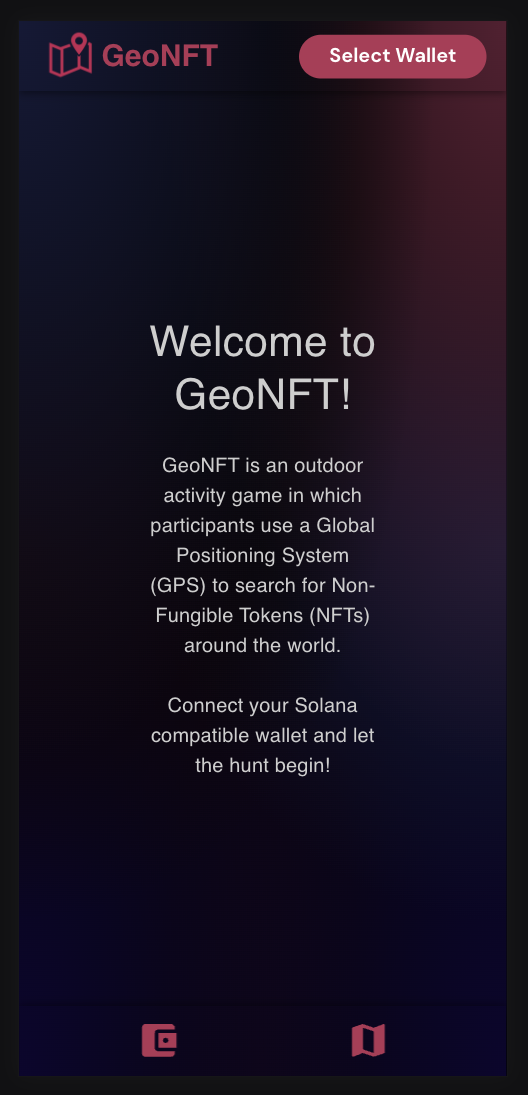 GeoNFT
Select Wallet
Welcome to
GeoNFT!
GeoNFT is an outdoor
activity game in which
participants use a Global
Positioning System
(GPS) to search for Non-
Fungible Tokens (NFTs)
around the world.
Connect your Solana
compatible wallet and let
the hunt begin!